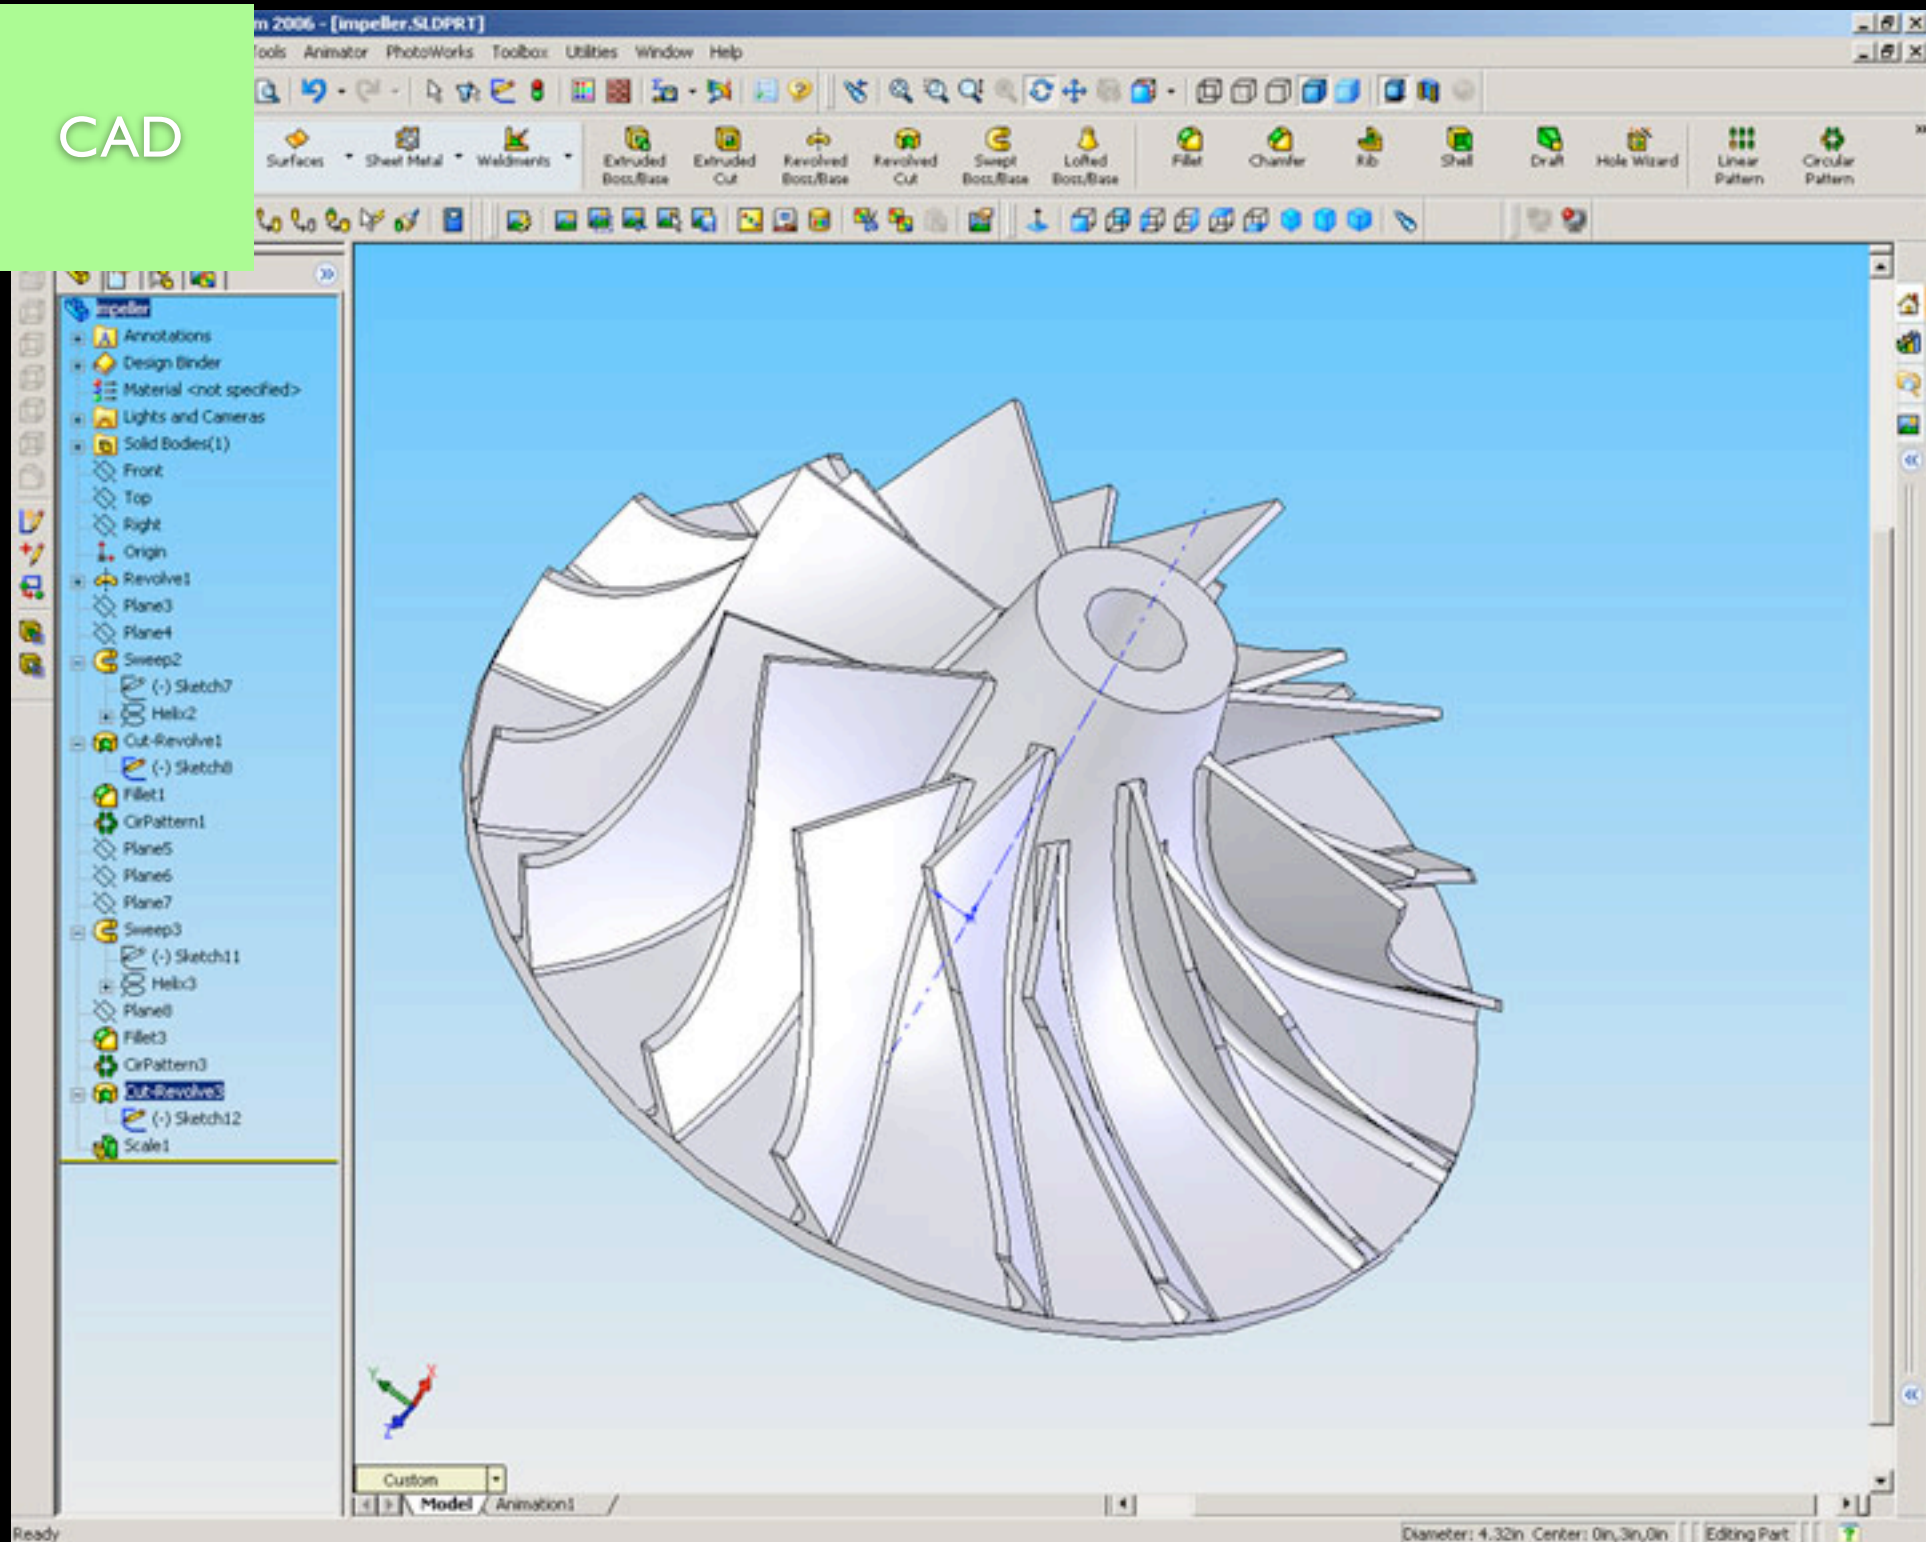 CAD
m 2006 - [impeller.SLDPRT]
ools Animator PhotoWorks Toolbox Utilities Window Help
Surfaces Sheet Metal Weldments Extruded Boss/Base Extruded Cut Revolved Boss/Base Revolved Cut Swept Boss/Base Lofted Boss/Base Fillet Chamfer Rib Shell Draft Hole Wizard Linear Pattern Circular Pattern
impeller
Annotations
Design Binder
Material <not specified>
Lights and Cameras
Solid Bodies(1)
Front
Top
Right
Origin
Revolve1
Plane3
Plane4
Sweep2
(-) Sketch7
Helix2
Cut-Revolve1
(-) Sketch8
Fillet1
CirPattern1
Plane5
Plane6
Plane7
Sweep3
(-) Sketch11
Helix3
Plane8
Fillet3
CirPattern3
Cut-Revolve3
(-) Sketch12
Scale1
Y X
Z
Custom
Model Animation1
Ready Diameter: 4.32in Center: 0in,3in,0in Editing Part